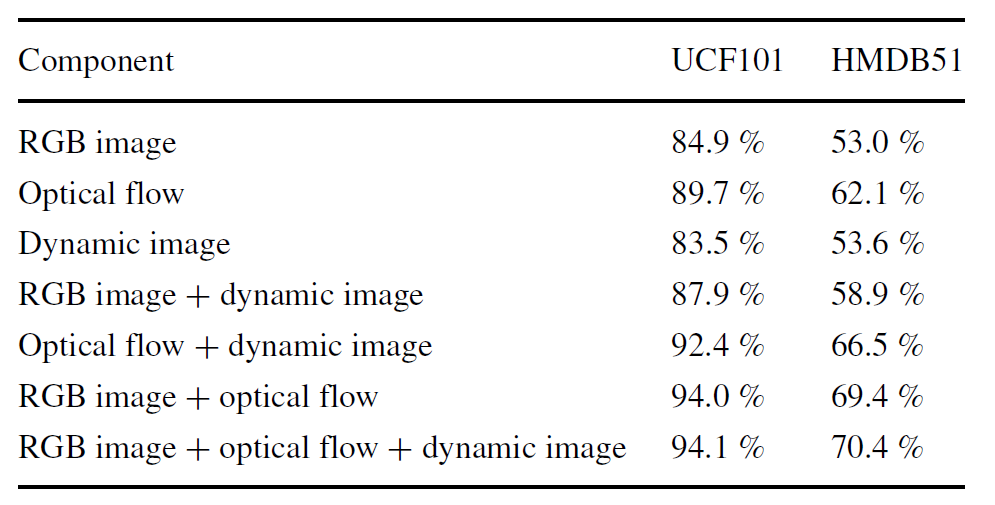 Component UCF101 HMDB51
RGB image 84.9 % 53.0 %
Optical flow 89.7 % 62.1 %
Dynamic image 83.5 % 53.6 %
RGB image + dynamic image 87.9 % 58.9 %
Optical flow + dynamic image 92.4 % 66.5 %
RGB image + optical flow 94.0 % 69.4 %
RGB image + optical flow + dynamic image 94.1 % 70.4 %